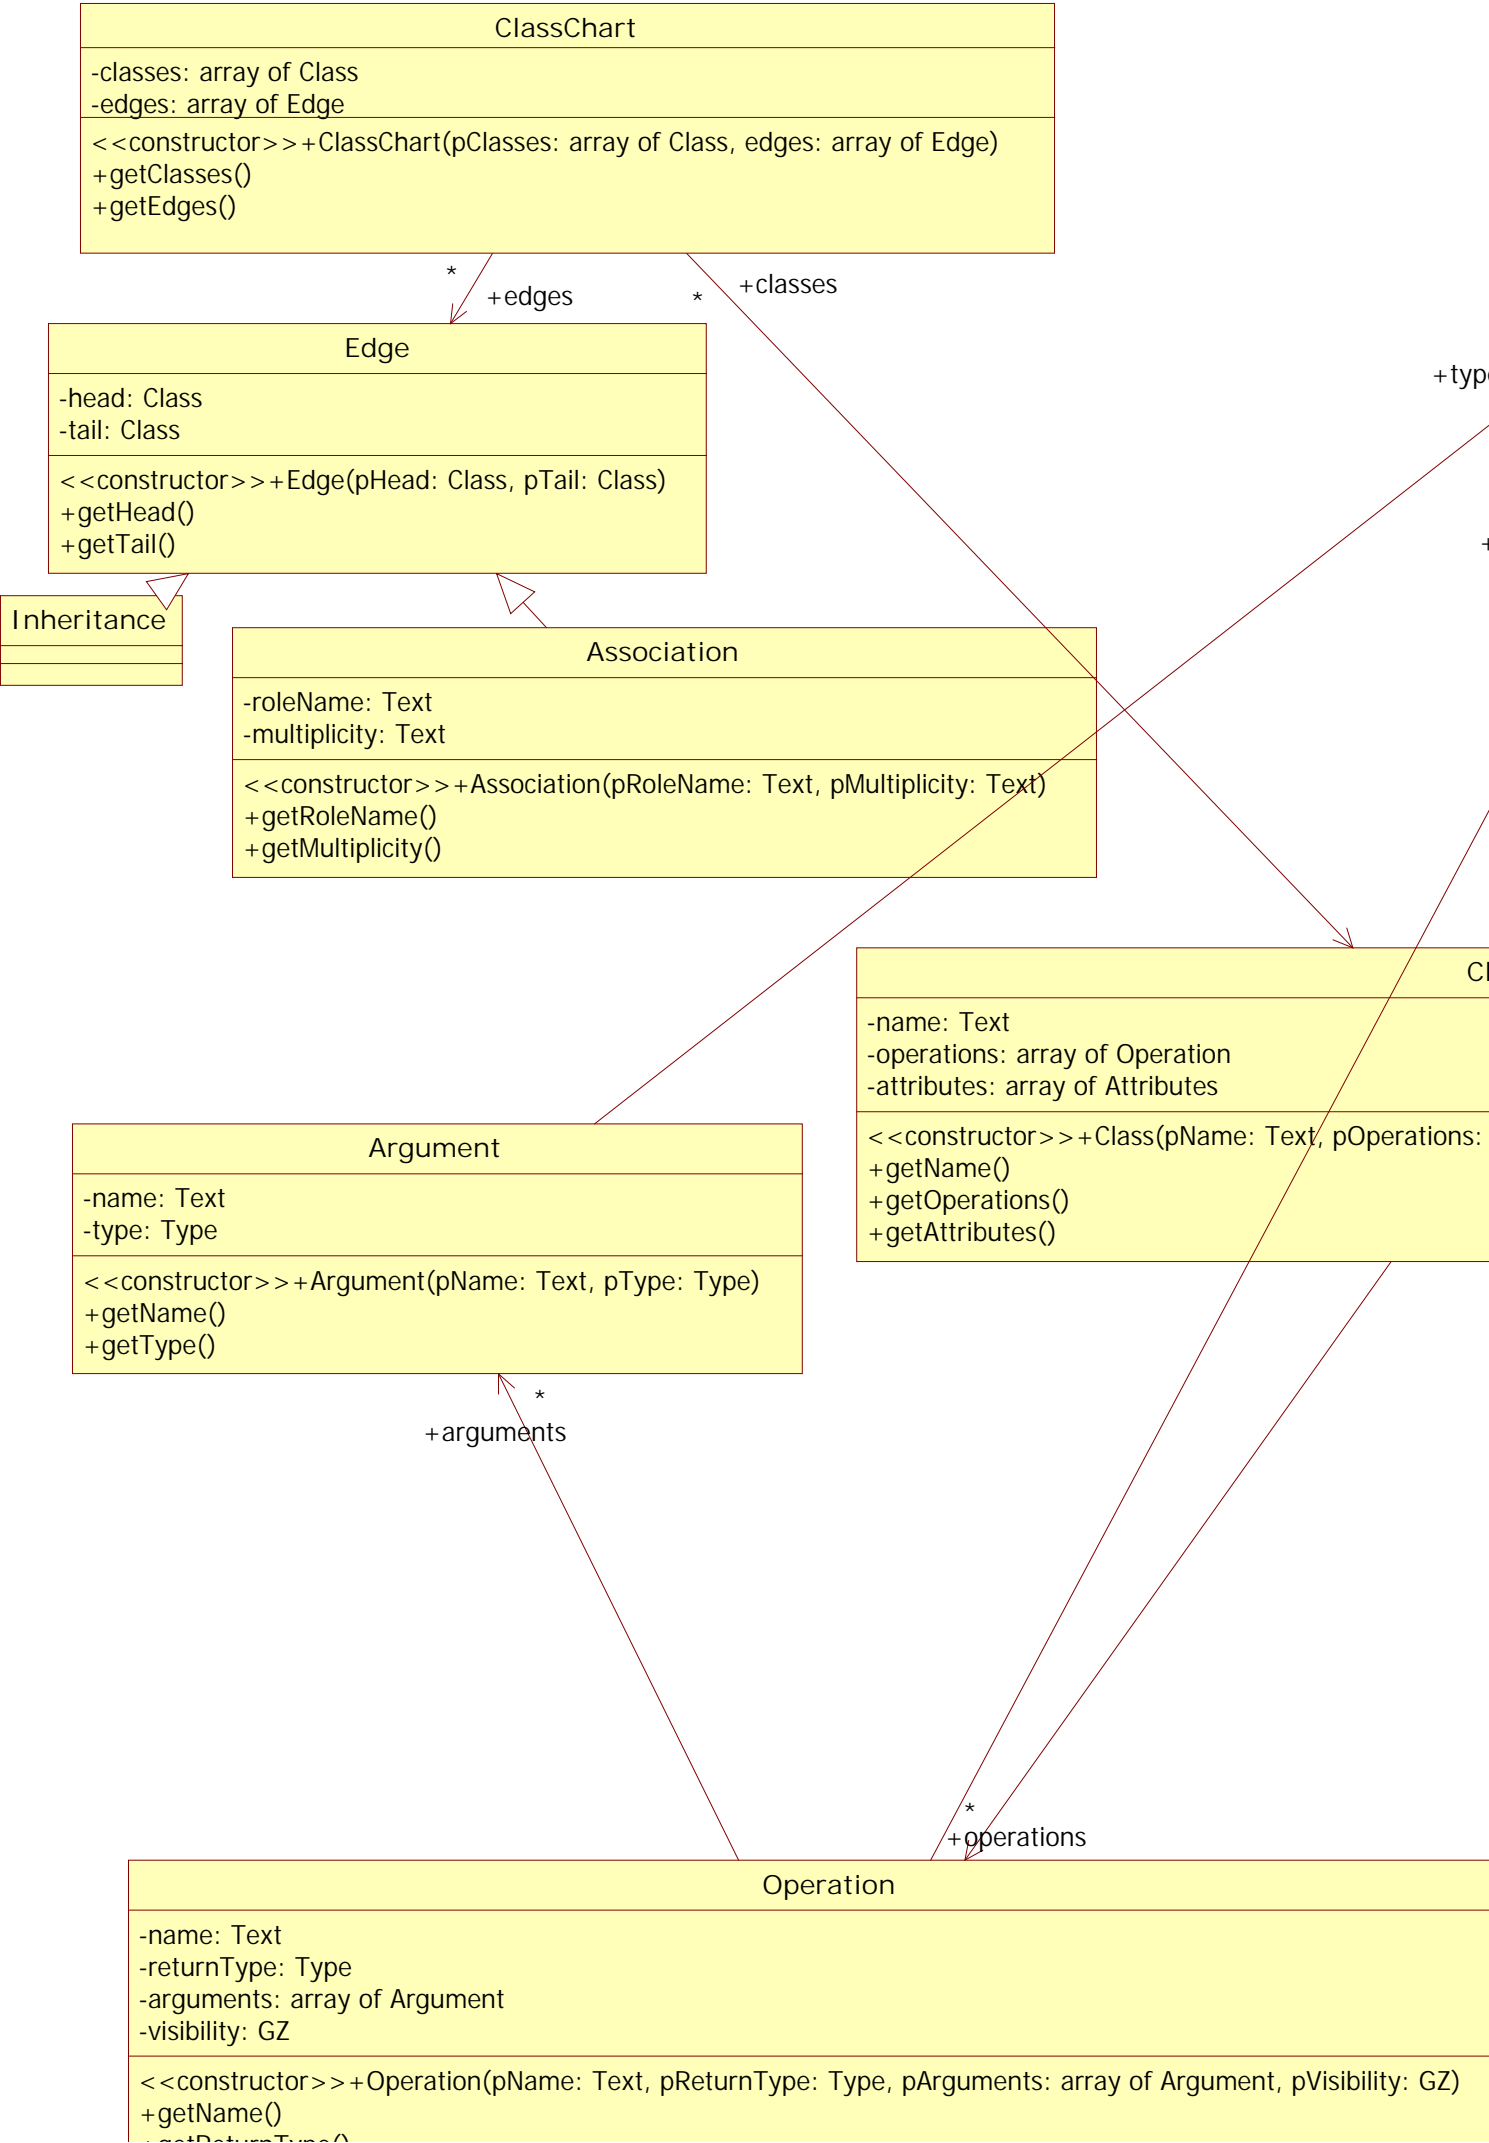 ClassChart
-classes: array of Class
-edges: array of Edge
<<constructor>>+ClassChart(pClasses: array of Class, edges: array of Edge)
+getClasses()
+getEdges()
*
+edges
*
+classes
Edge
-head: Class
-tail: Class
<<constructor>>+Edge(pHead: Class, pTail: Class)
+getHead()
+getTail()
Inheritance
Association
-roleName: Text
-multiplicity: Text
<<constructor>>+Association(pRoleName: Text, pMultiplicity: Text)
+getRoleName()
+getMultiplicity()
-name: Text
-operations: array of Operation
-attributes: array of Attributes
<<constructor>>+Class(pName: Text, pOperations:
+getName()
+getOperations()
+getAttributes()
Argument
-name: Text
-type: Type
<<constructor>>+Argument(pName: Text, pType: Type)
+getName()
+getType()
*
+arguments
*
+operations
Operation
-name: Text
-returnType: Type
-arguments: array of Argument
-visibility: GZ
<<constructor>>+Operation(pName: Text, pReturnType: Type, pArguments: array of Argument, pVisibility: GZ)
+getName()
+getReturnType()